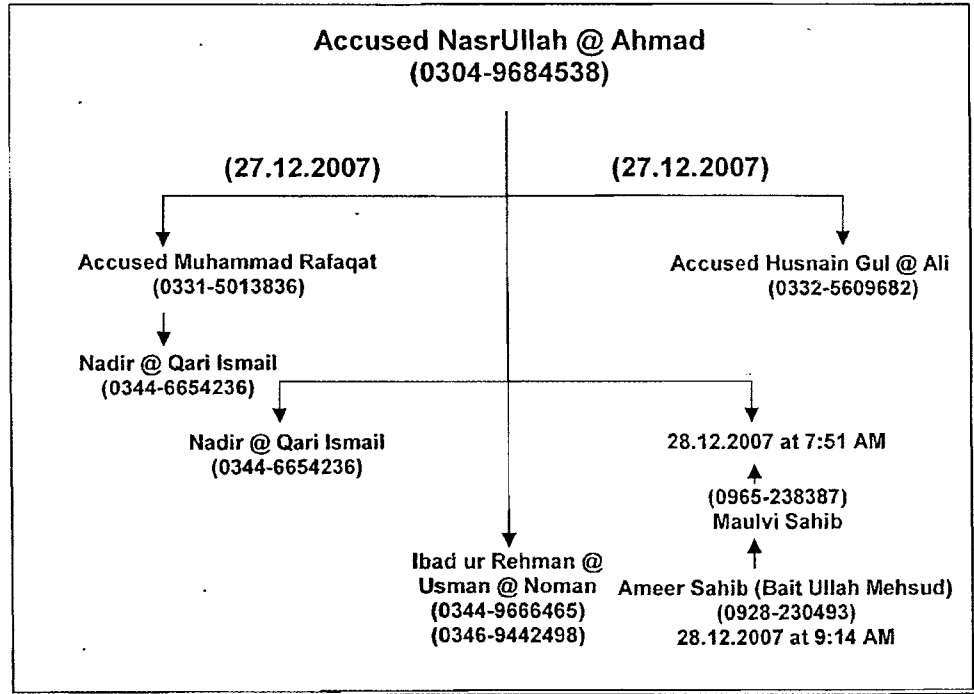 Accused NasrUllah @ Ahmad
(0304-9684538)
(27.12.2007)
(27.12.2007)
Accused Muhammad Rafaqat
(0331-5013836)
Accused Husnain Gul @ Ali
(0332-5609682)
Nadir @ Qari Ismail
(0344-6654236)
Nadir @ Qari Ismail
(0344-6654236)
28.12.2007 at 7:51 AM
(0965-238387)
Maulvi Sahib
Ibad ur Rehman @
Usman @ Noman
(0344-9666465)
(0346-9442498)
Ameer Sahib (Bait Ullah Mehsud)
(0928-230493)
28.12.2007 at 9:14 AM